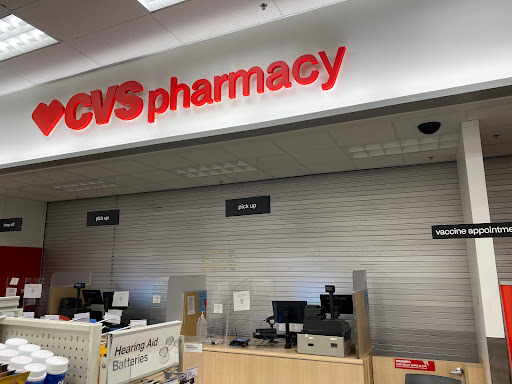 CVS pharmacy
drop off
pick up
pick up
vaccine appointme
Hearing Aid
Batteries